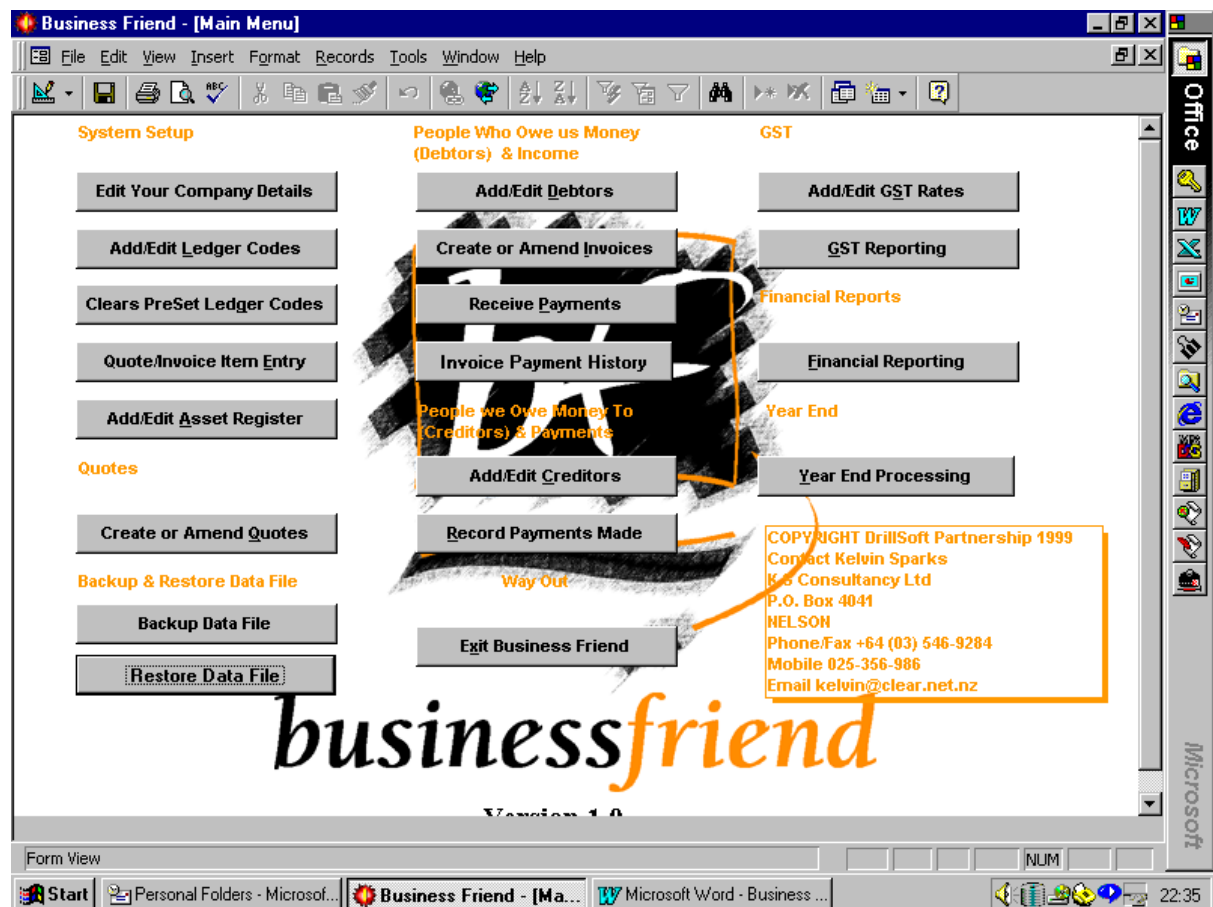 Business Friend - [Main Menu]
File Edit View Insert Format Records Tools Window Help
System Setup
Edit Your Company Details
Add/Edit Ledger Codes
Clears PreSet Ledger Codes
Quote/Invoice Item Entry
Add/Edit Asset Register
Quotes
Create or Amend Quotes
Backup & Restore Data File
Backup Data File
Restore Data File
People Who Owe us Money
(Debtors) & Income
Add/Edit Debtors
Create or Amend Invoices
Receive Payments
Invoice Payment History
People we Owe Money To
(Creditors) & Payments
Add/Edit Creditors
Record Payments Made
Way Out
Exit Business Friend
GST
Add/Edit GST Rates
GST Reporting
Financial Reports
Financial Reporting
Year End
Year End Processing
COPYRIGHT DrillSoft Partnership 1999
Contact Kelvin Sparks
K S Consultancy Ltd
P.O. Box 4041
NELSON
Phone/Fax +64 (03) 546-9284
Mobile 025-356-986
Email kelvin@clear.net.nz
businessfriend
Version 1.0
Office
Microsoft
Form View
NUM
Start
Personal Folders - Microsof...
Business Friend - [Ma...
Microsoft Word - Business ...
22:35